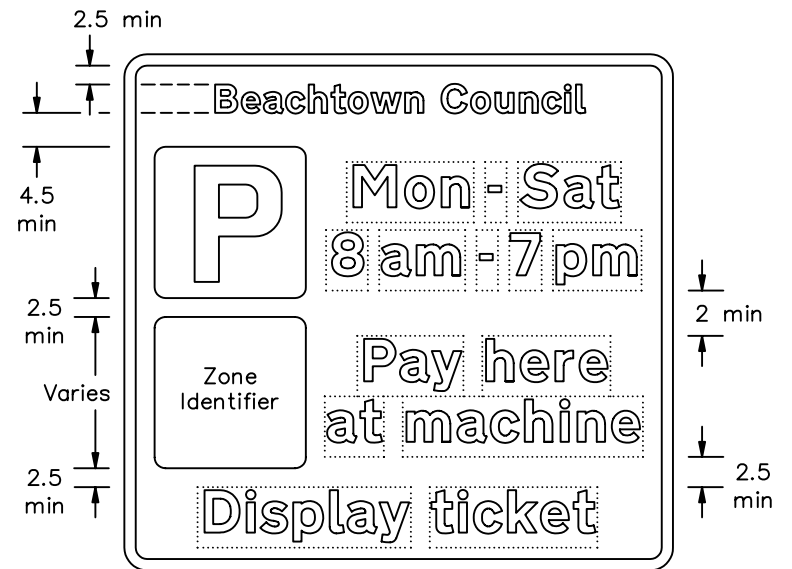 2.5 min
Beachtown Council
4.5
min
P
Mon - Sat
8 am - 7 pm
2.5
min
2 min
Varies
Zone
Identifier
Pay here
at machine
2.5
min
2.5
min
Display ticket